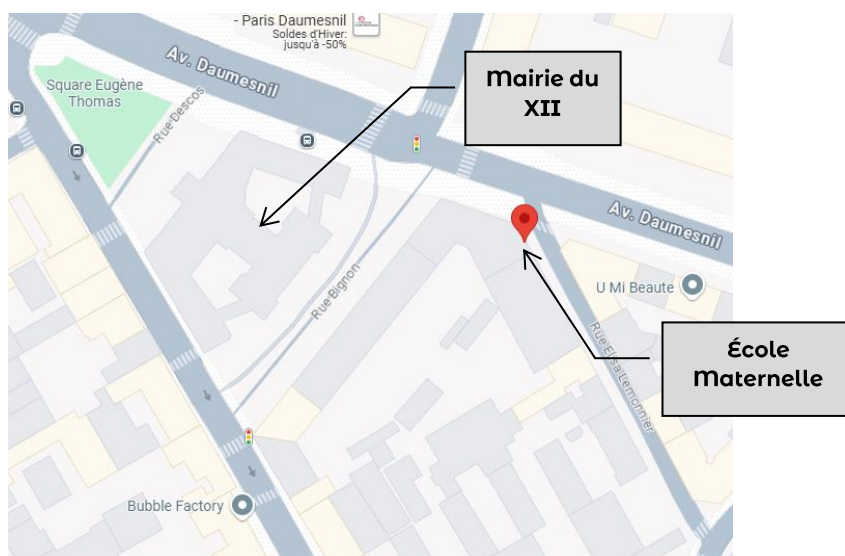 - Paris Daumesnil
Soldes d'Hiver:
jusqu'à -50%
Av. Daumesnil
Mairie du
XII
Square Eugène
Thomas
Rue Descos
Av. Daumesnil
Rue Bignon
U Mi Beaute
Rue Elsa Lemonnier
École
Maternelle
Bubble Factory